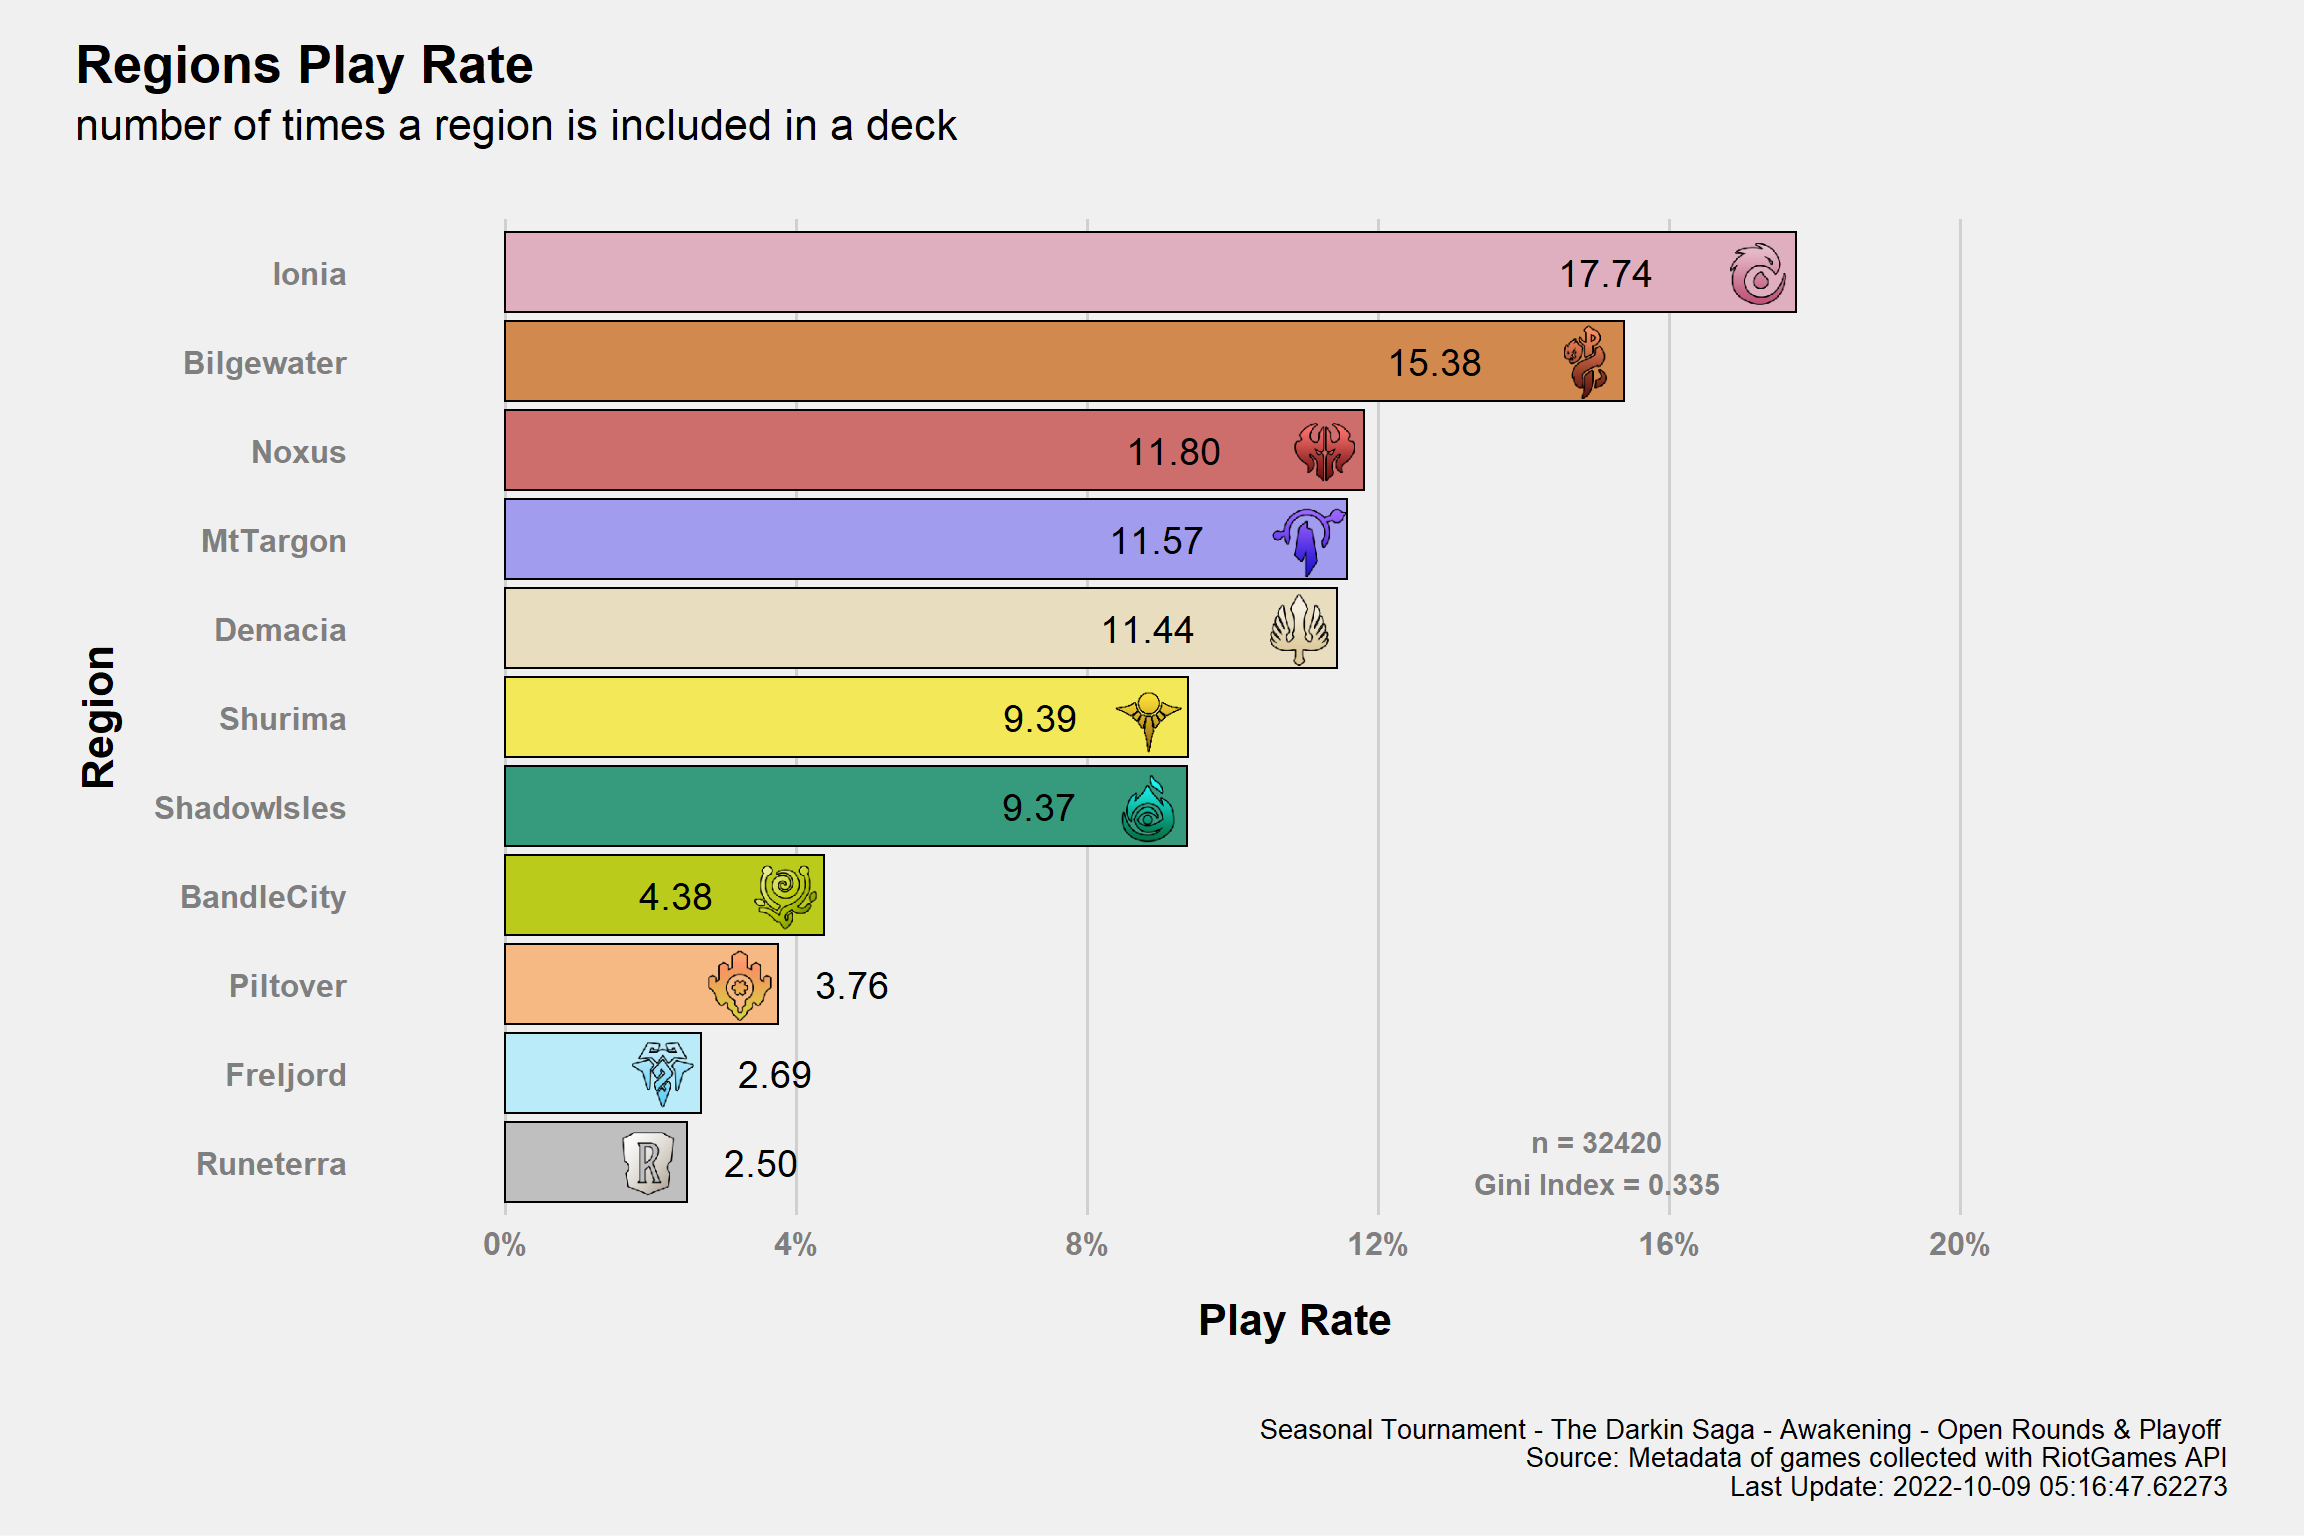 Regions Play Rate
number of times a region is included in a deck
Ionia 17.74
Bilgewater 15.38
Noxus 11.80
MtTargon 11.57
Demacia 11.44
Shurima 9.39
ShadowIsles 9.37
BandleCity 4.38
Piltover 3.76
Freljord 2.69
Runeterra R 2.50
Region
n = 32420
Gini Index = 0.335
0% 4% 8% 12% 16% 20%
Play Rate
Seasonal Tournament - The Darkin Saga - Awakening - Open Rounds & Playoff
Source: Metadata of games collected with RiotGames API
Last Update: 2022-10-09 05:16:47.62273